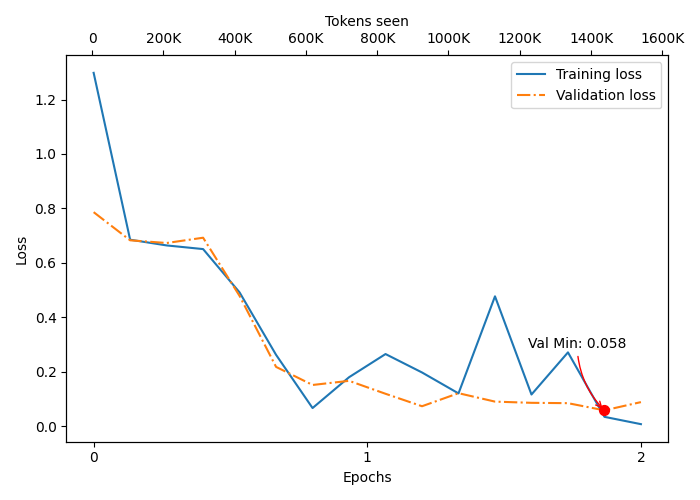 Tokens seen
0 200K 400K 600K 800K 1000K 1200K 1400K 1600K
Training loss
Validation loss
1.2
1.0
0.8
0.6
0.4
0.2
0.0
Loss
Val Min: 0.058
0 1 2
Epochs